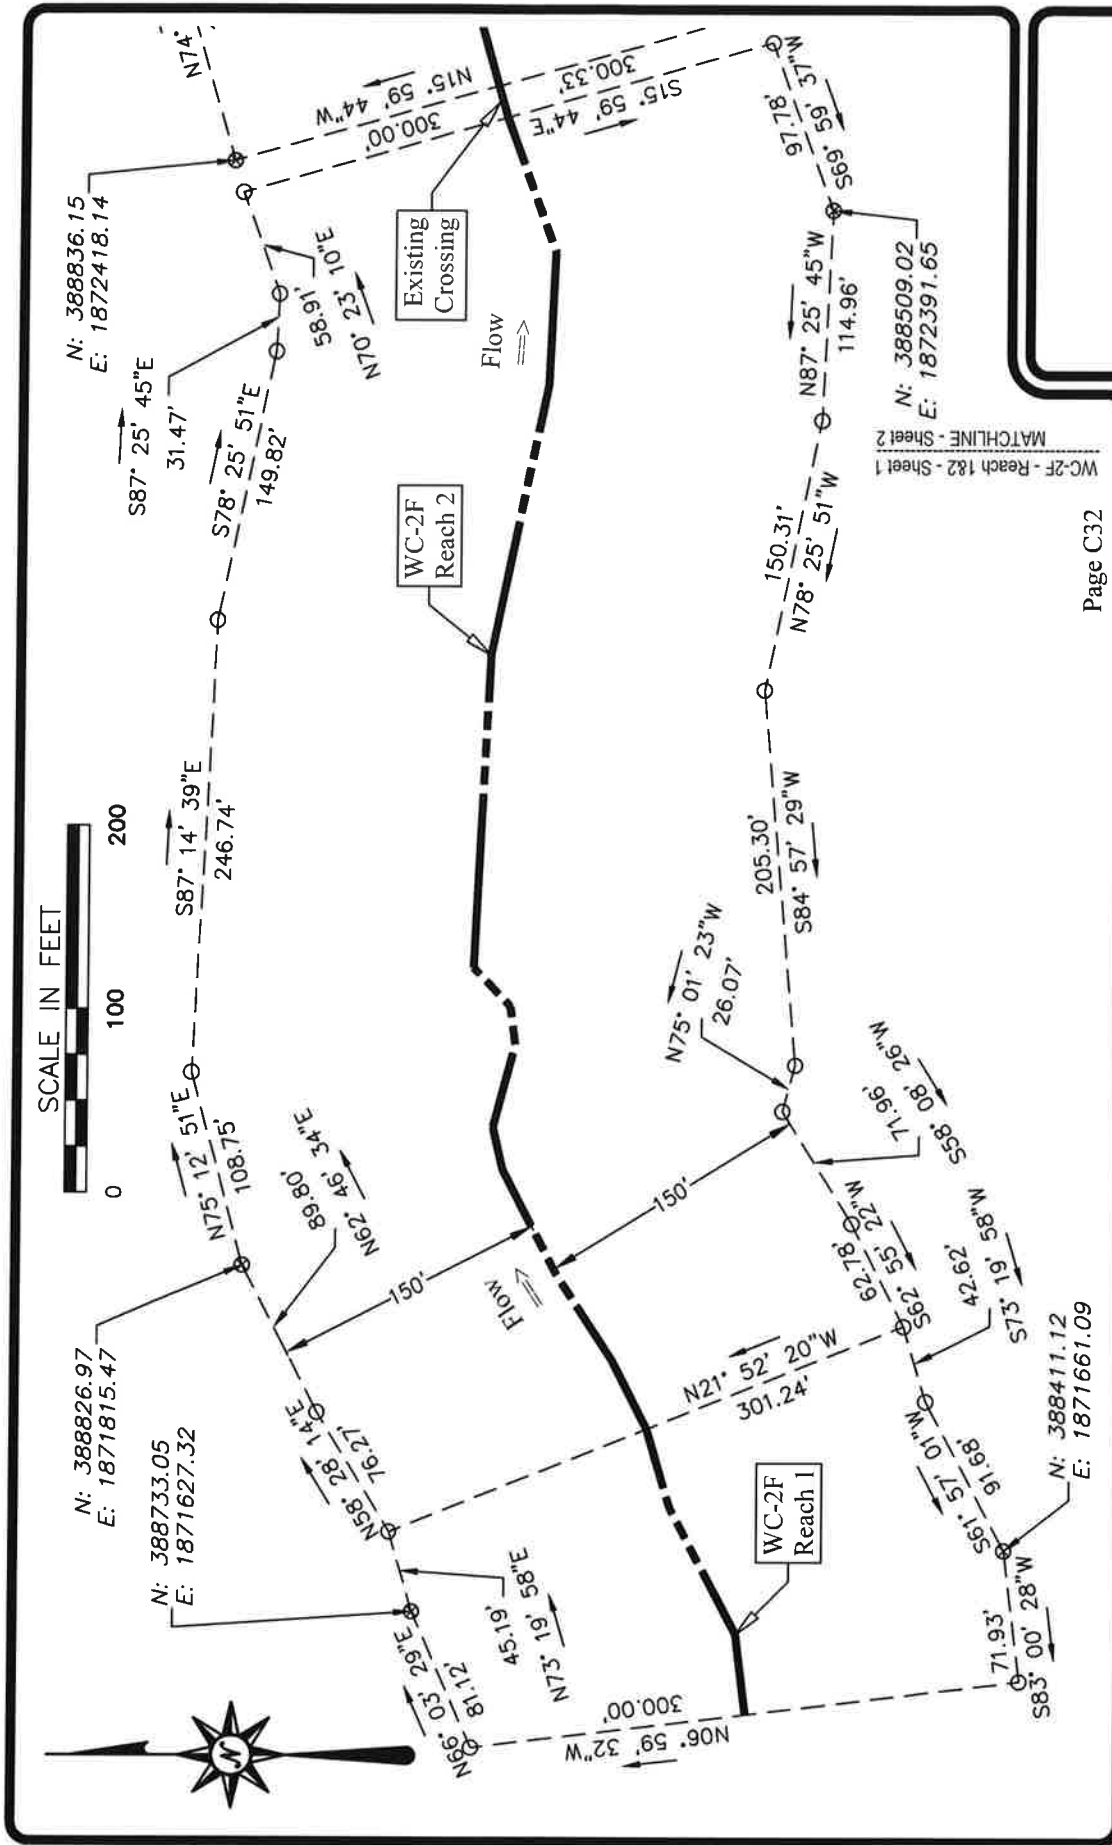 SCALE IN FEET
0
100
200
N: 388733.05
E: 1871627.32
N: 388826.97
E: 1871815.47
N: 388836.15
E: 1872418.14
N66° 03' 29"E
81.12'
45.19'
N73° 19' 58"E
N58° 28' 14"E
76.27'
89.80'
N62° 46' 34"E
N75° 12' 51"E
108.75'
S87° 14' 39"E
246.74'
S78° 25' 51"E
149.82'
S87° 25' 45"E
31.47'
58.91'
N70° 23' 10"E
N74°
N15° 59' 44"W
300.00'
300.33'
S15° 59' 44"E
Existing
Crossing
Flow
WC-2F
Reach 2
150'
150'
Flow
N21° 52' 20"W
301.24'
WC-2F
Reach 1
N06° 59' 32"W
300.00'
97.78'
S69° 59' 37"W
N87° 25' 45"W
114.96'
N: 388509.02
E: 1872391.65
150.31'
N78° 25' 51"W
205.30'
S84° 57' 29"W
N75° 01' 23"W
26.07'
71.96'
S58° 08' 26"W
62.78'
S62° 55' 22"W
42.62'
S73° 19' 58"W
S61° 57' 01"W
91.68'
N: 388411.12
E: 1871661.09
71.93'
S83° 00' 28"W
WC-2F - Reach 1&2 - Sheet 1
MATCHLINE - Sheet 2
Page C32